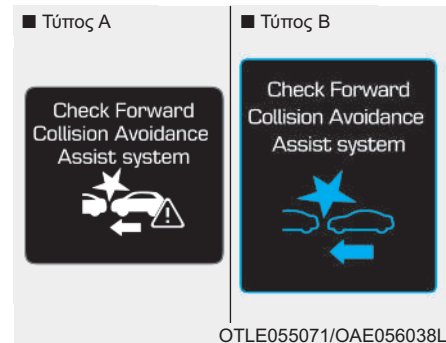 ■ Τύπος A
Check Forward
Collision Avoidance
Assist system
■ Τύπος B
Check Forward
Collision Avoidance
Assist system
OTLE055071/OAE056038L